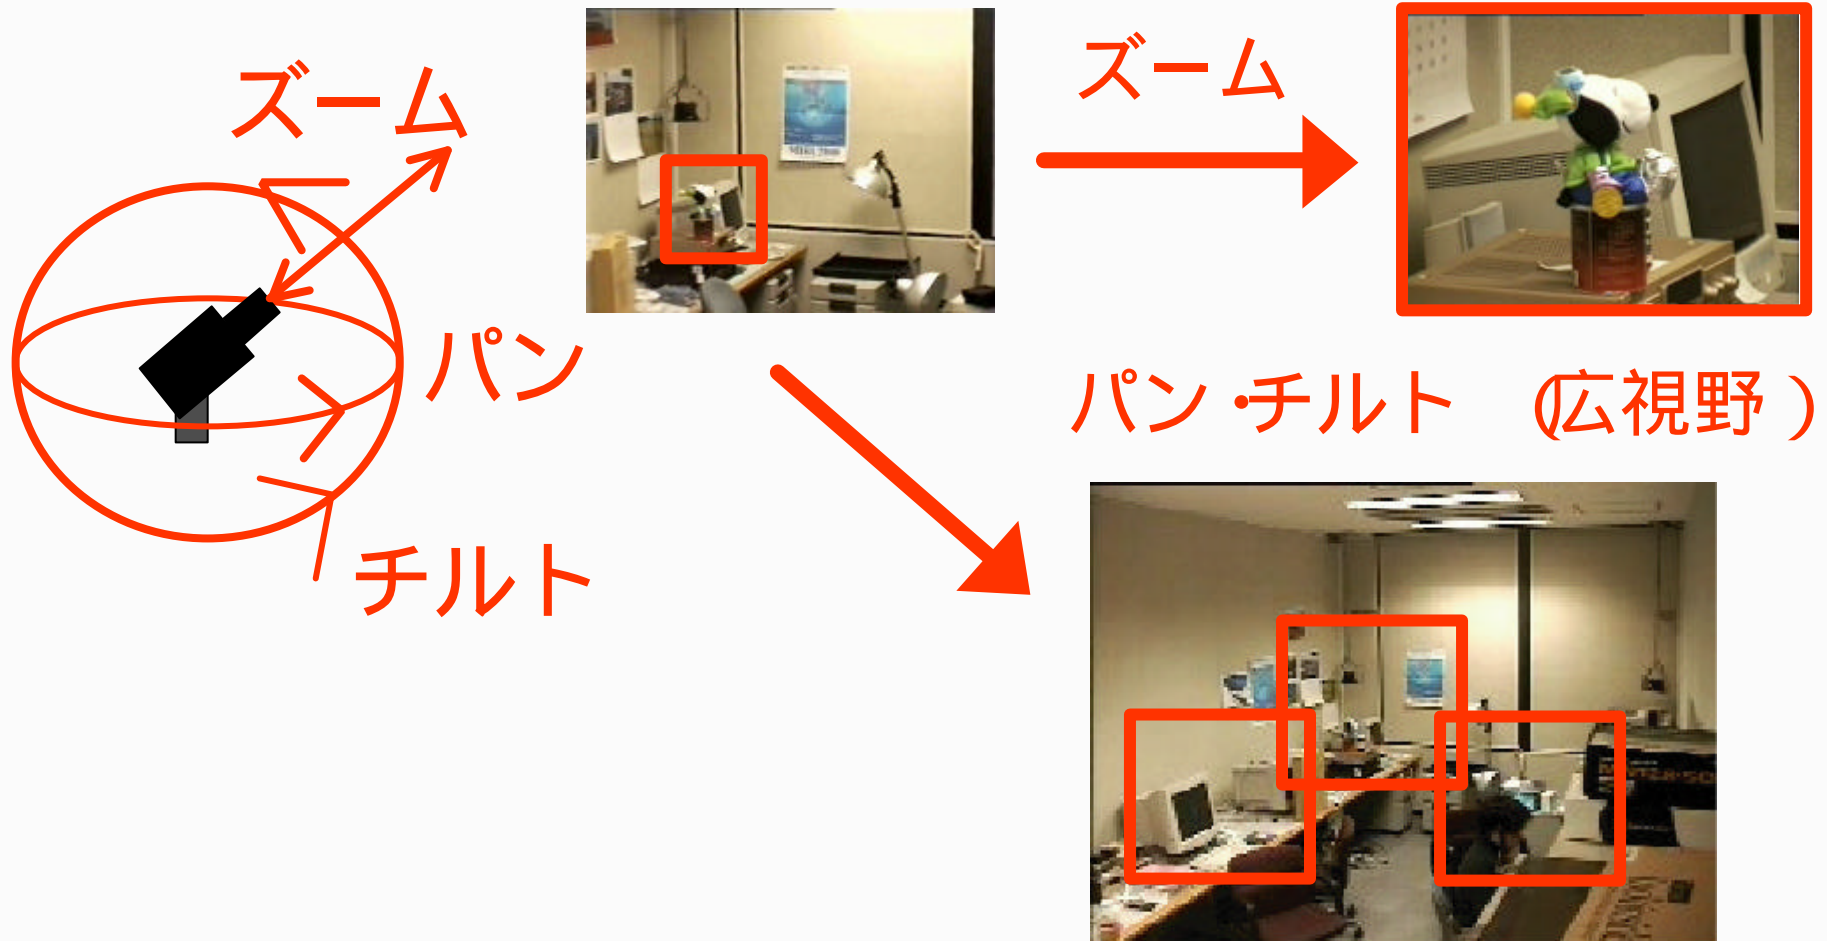 ズーム
ズーム
パン
パン・チルト (広視野)
チルト